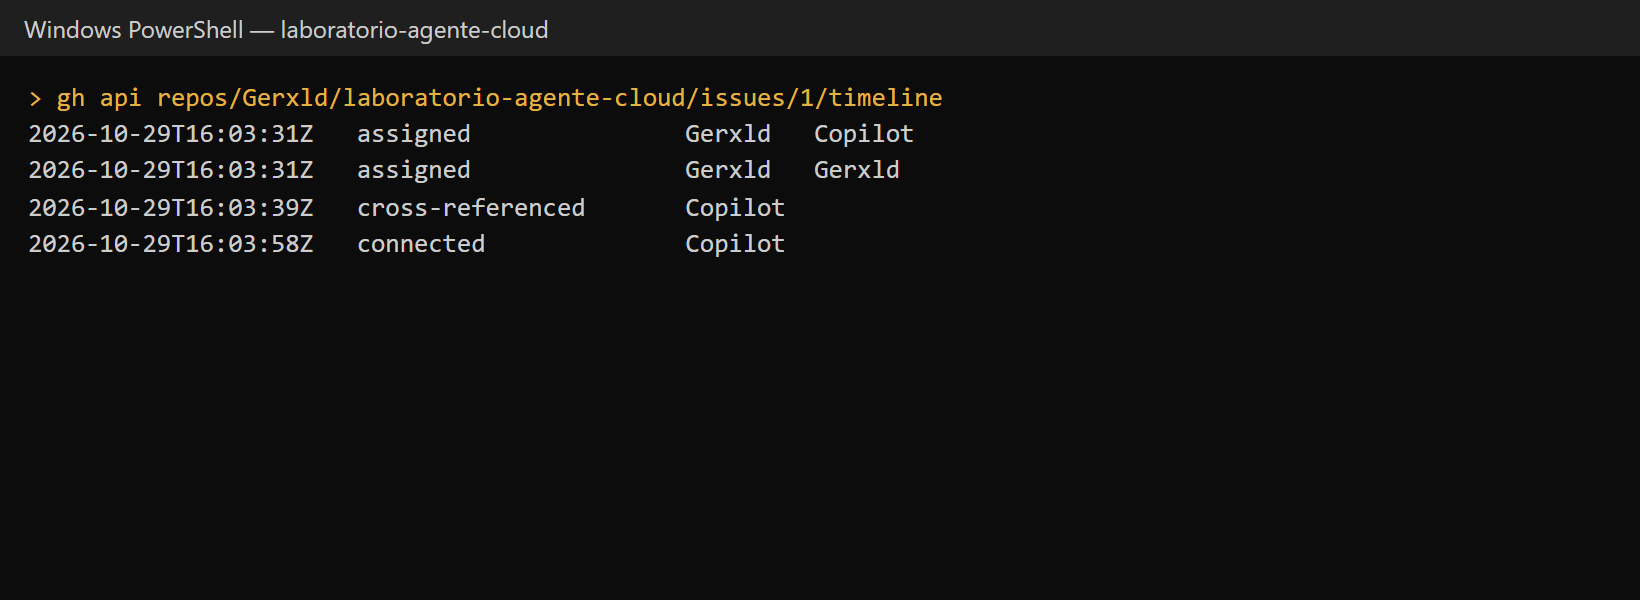 Windows PowerShell — laboratorio-agente-cloud
> gh api repos/Gerxld/laboratorio-agente-cloud/issues/1/timeline
2026-10-29T16:03:31Z   assigned               Gerxld   Copilot
2026-10-29T16:03:31Z   assigned               Gerxld   Gerxld
2026-10-29T16:03:39Z   cross-referenced       Copilot
2026-10-29T16:03:58Z   connected              Copilot